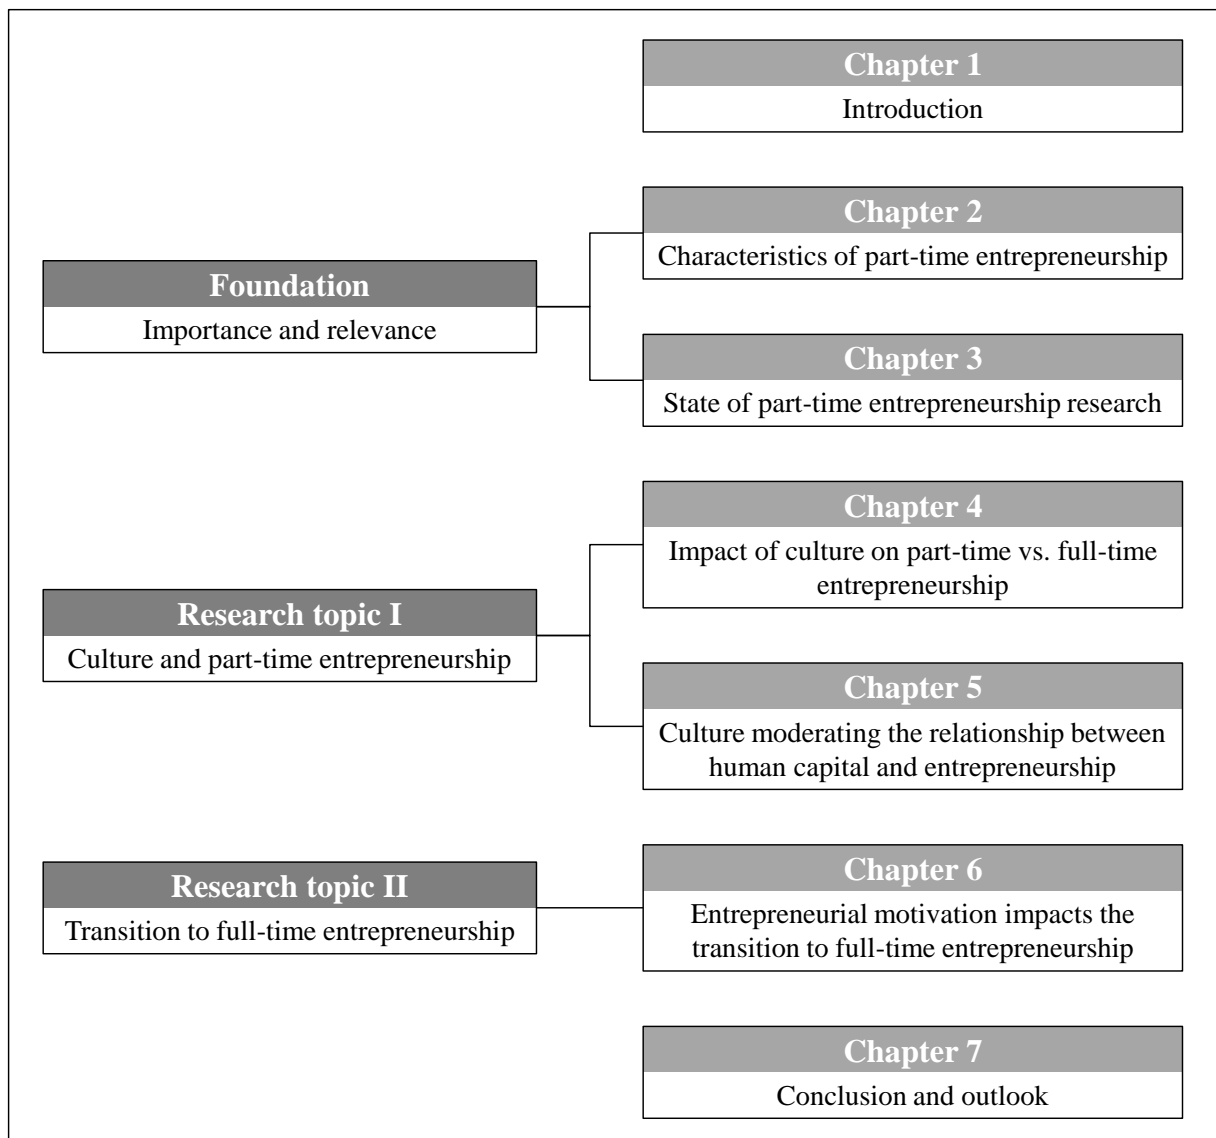 Chapter 1
Introduction
Chapter 2
Characteristics of part-time entrepreneurship
Foundation
Importance and relevance
Chapter 3
State of part-time entrepreneurship research
Chapter 4
Impact of culture on part-time vs. full-time
entrepreneurship
Research topic I
Culture and part-time entrepreneurship
Chapter 5
Culture moderating the relationship between
human capital and entrepreneurship
Research topic II
Transition to full-time entrepreneurship
Chapter 6
Entrepreneurial motivation impacts the
transition to full-time entrepreneurship
Chapter 7
Conclusion and outlook